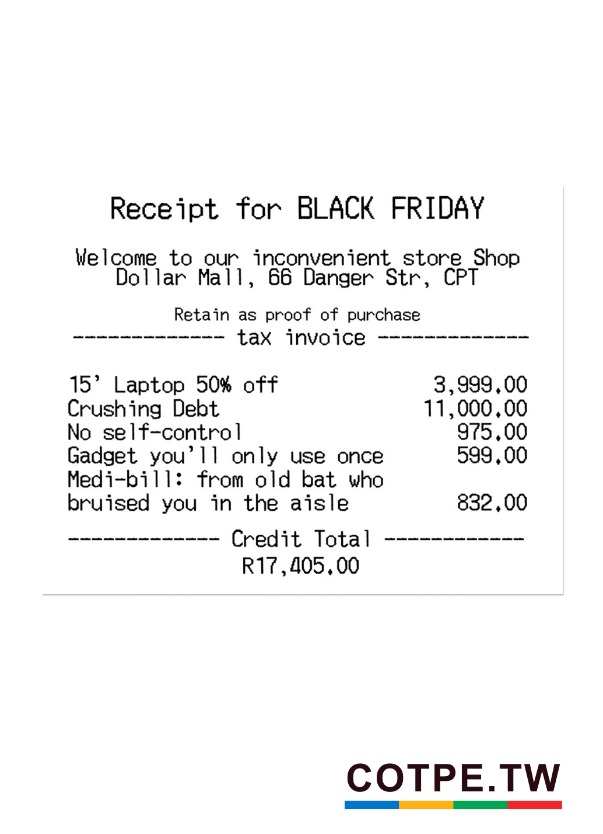 Receipt for BLACK FRIDAY
Welcome to our inconvenient store Shop
Dollar Mall, 66 Danger Str, CPT
Retain as proof of purchase
------------- tax invoice -------------
15' Laptop 50% off 3,999.00
Crushing Debt 11,000.00
No self-control 975.00
Gadget you'll only use once 599.00
Medi-bill: from old bat who
bruised you in the aisle 832.00
------------- Credit Total ------------
R17,405.00
COTPE.TW